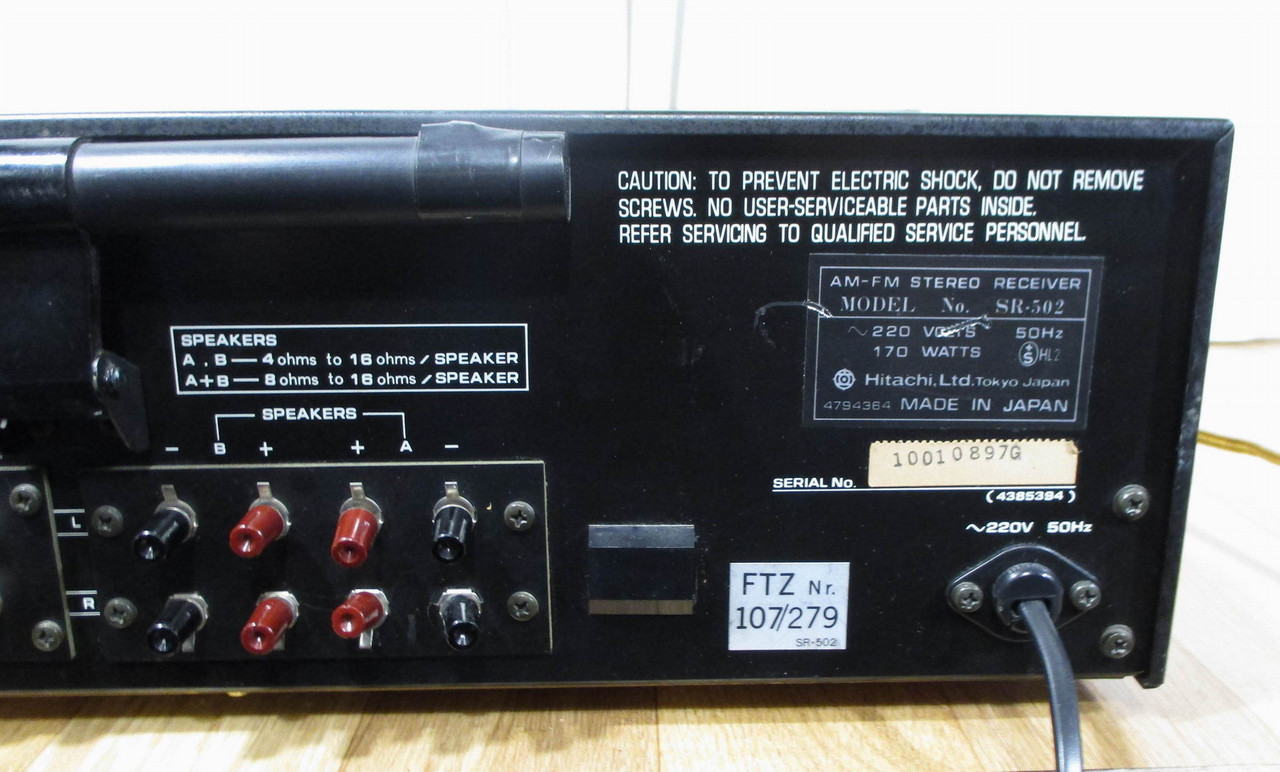 CAUTION: TO PREVENT ELECTRIC SHOCK, DO NOT REMOVE
SCREWS. NO USER-SERVICEABLE PARTS INSIDE.
REFER SERVICING TO QUALIFIED SERVICE PERSONNEL.
AM-FM STEREO RECEIVER
MODEL No. SR-502
~220 VOLTS 50Hz
170 WATTS S HL2
Hitachi, Ltd. Tokyo Japan
4794364 MADE IN JAPAN
SPEAKERS
A , B — 4 ohms to 16 ohms / SPEAKER
A+B — 8 ohms to 16 ohms / SPEAKER
SPEAKERS
− B + + A −
L
R
10010897G
SERIAL No.
(4385394)
~220V 50Hz
FTZ Nr.
107/279
SR-502